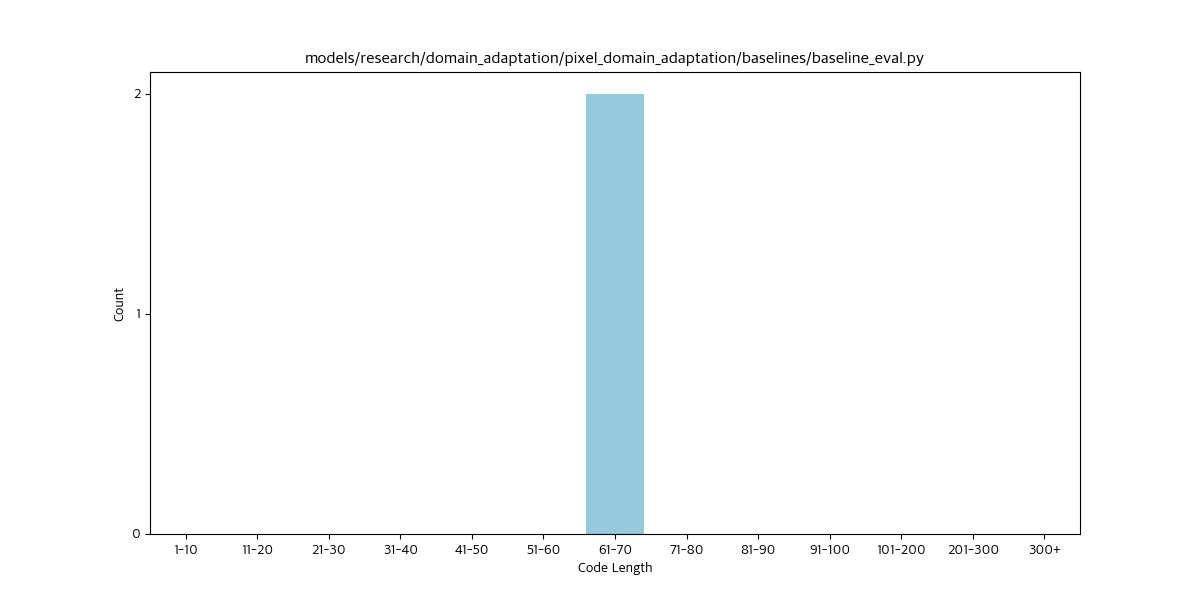 models/research/domain_adaptation/pixel_domain_adaptation/baselines/baseline_eval.py
2
1
0
Count
1-10 11-20 21-30 31-40 41-50 51-60 61-70 71-80 81-90 91-100 101-200 201-300 300+
Code Length